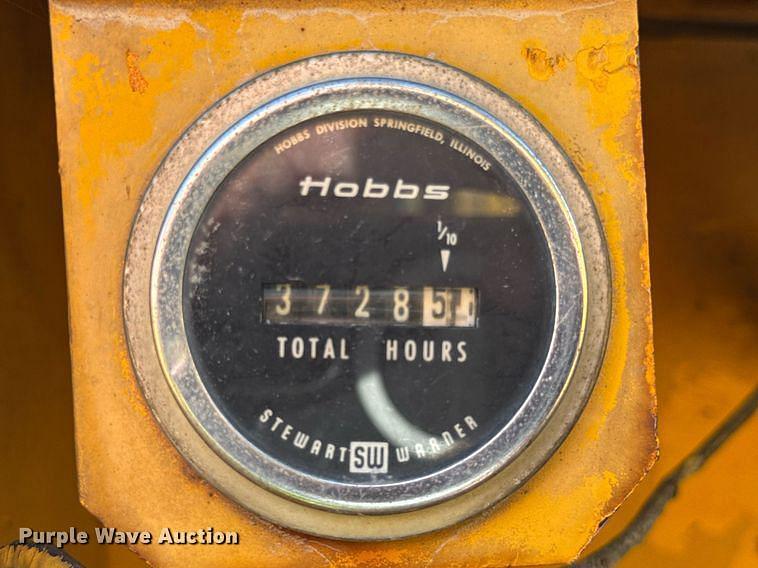 HOBBS DIVISION SPRINGFIELD, ILLINOIS
Hobbs
1/10
37285
TOTAL HOURS
STEWART SW WARNER
Purple Wave Auction